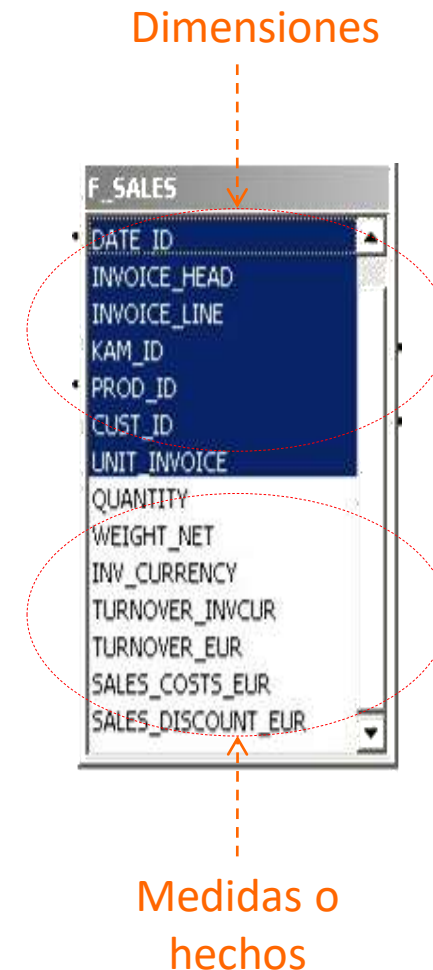 Dimensiones
F_SALES
DATE_ID
INVOICE_HEAD
INVOICE_LINE
KAM_ID
PROD_ID
CUST_ID
UNIT_INVOICE
QUANTITY
WEIGHT_NET
INV_CURRENCY
TURNOVER_INVCUR
TURNOVER_EUR
SALES_COSTS_EUR
SALES_DISCOUNT_EUR
Medidas o
hechos